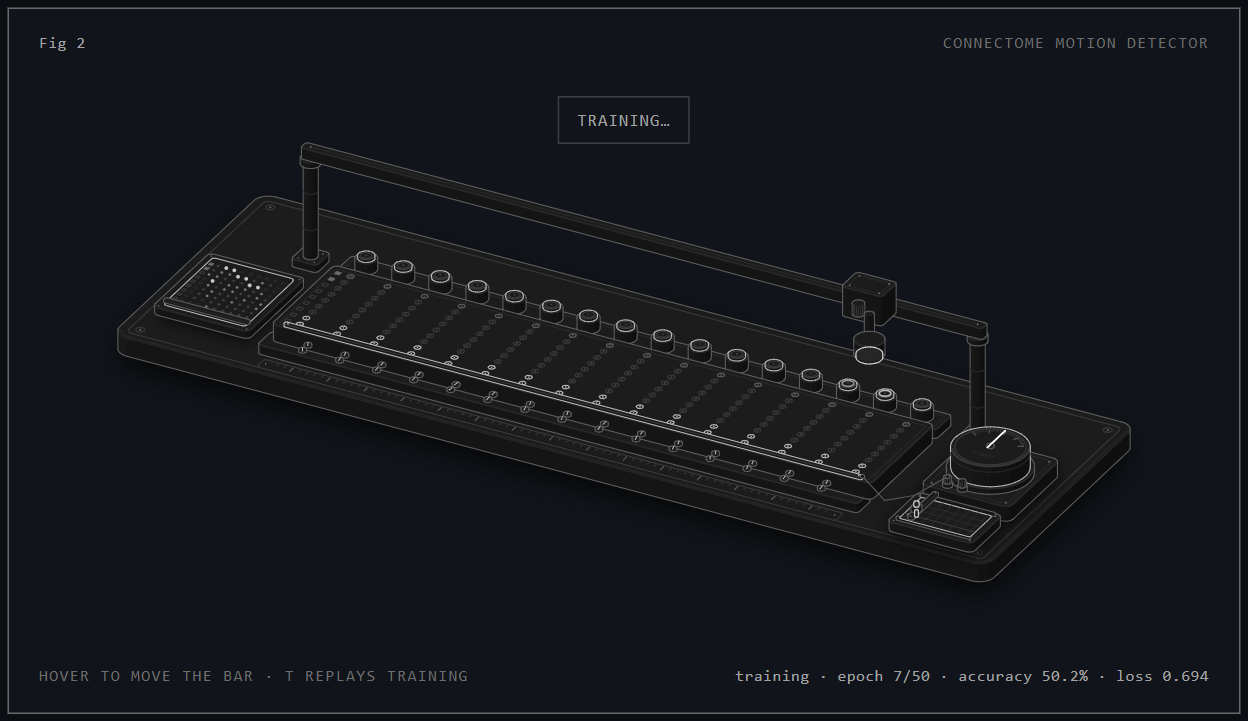 Fig 2
CONNECTOME MOTION DETECTOR
TRAINING…
HOVER TO MOVE THE BAR · T REPLAYS TRAINING
training · epoch 7/50 · accuracy 50.2% · loss 0.694